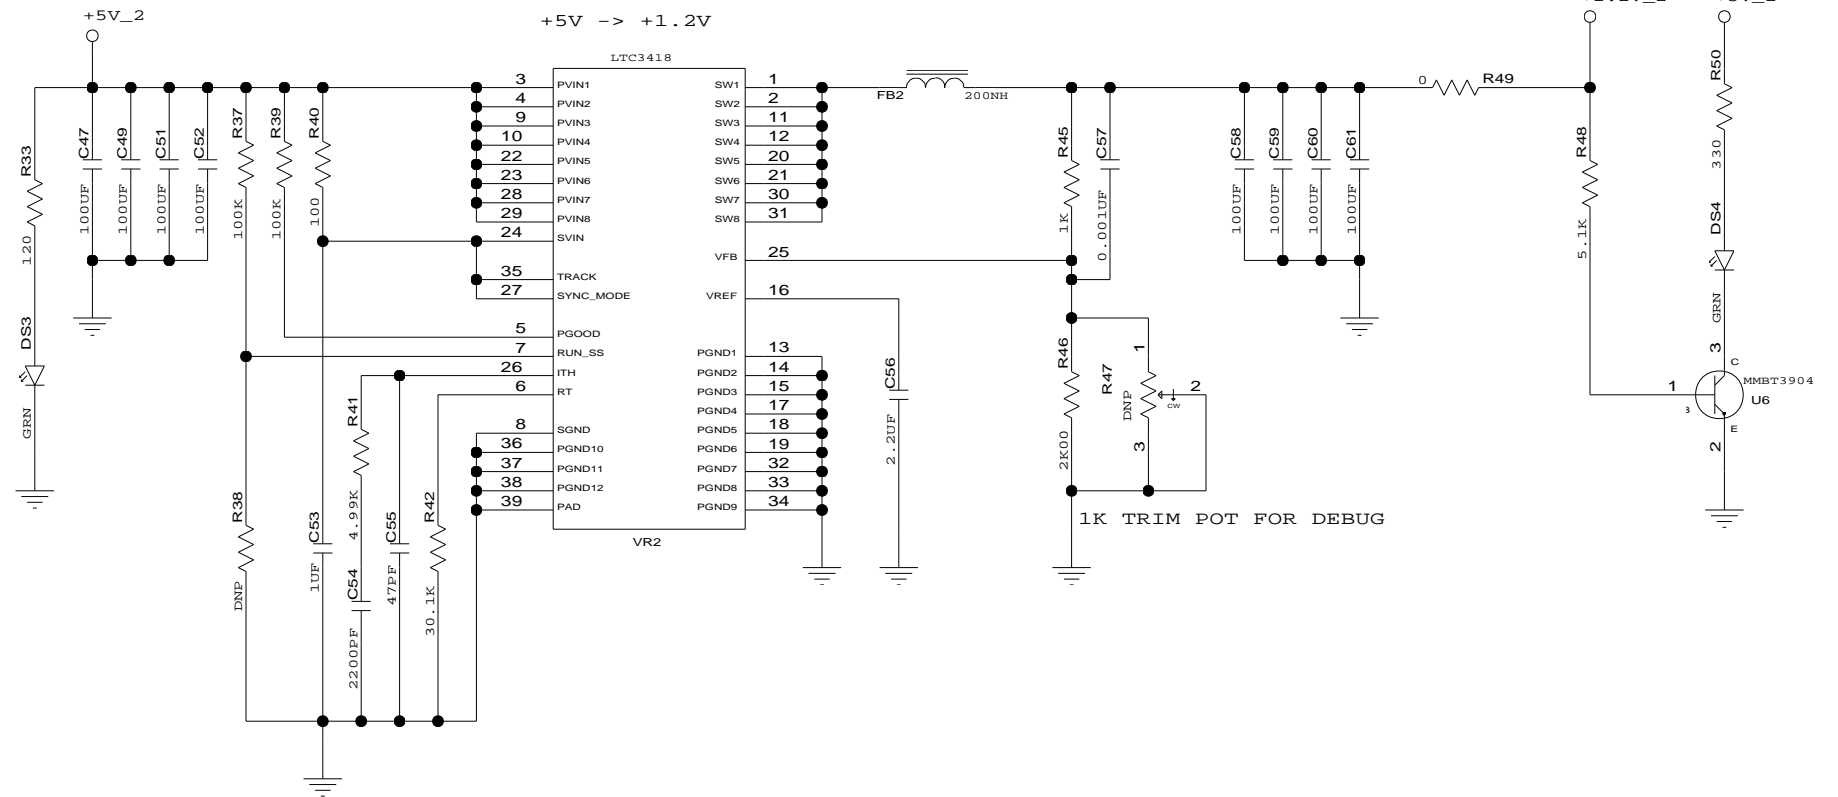 +5V_2
+5V -> +1.2V
LTC3418
3 PVIN1
4 PVIN2
9 PVIN3
10 PVIN4
22 PVIN5
23 PVIN6
28 PVIN7
29 PVIN8
24 SVIN
35 TRACK
27 SYNC_MODE
5 PGOOD
7 RUN_SS
26 ITH
6 RT
8 SGND
36 PGND10
37 PGND11
38 PGND12
39 PAD
SW1 1
SW2 2
SW3 11
SW4 12
SW5 20
SW6 21
SW7 30
SW8 31
VFB 25
VREF 16
PGND1 13
PGND2 14
PGND3 15
PGND4 17
PGND5 18
PGND6 19
PGND7 32
PGND8 33
PGND9 34
VR2
R33
120
DS3
GRN
C47
100UF
C49
100UF
C51
100UF
C52
100UF
R37
100K
R39
100K
R40
100
R38
DNP
C53
1UF
R41
4.99K
C54
2200PF
C55
47PF
R42
30.1K
FB2
200NH
R45
1K
C57
0.001UF
C56
2.2UF
R46
2K00
R47
DNP
1
2
CW
3
1K TRIM POT FOR DEBUG
C58
100UF
C59
100UF
C60
100UF
C61
100UF
0
R49
R48
5.1K
R50
330
DS4
GRN
3
C
1
MMBT3904
U6
E
2